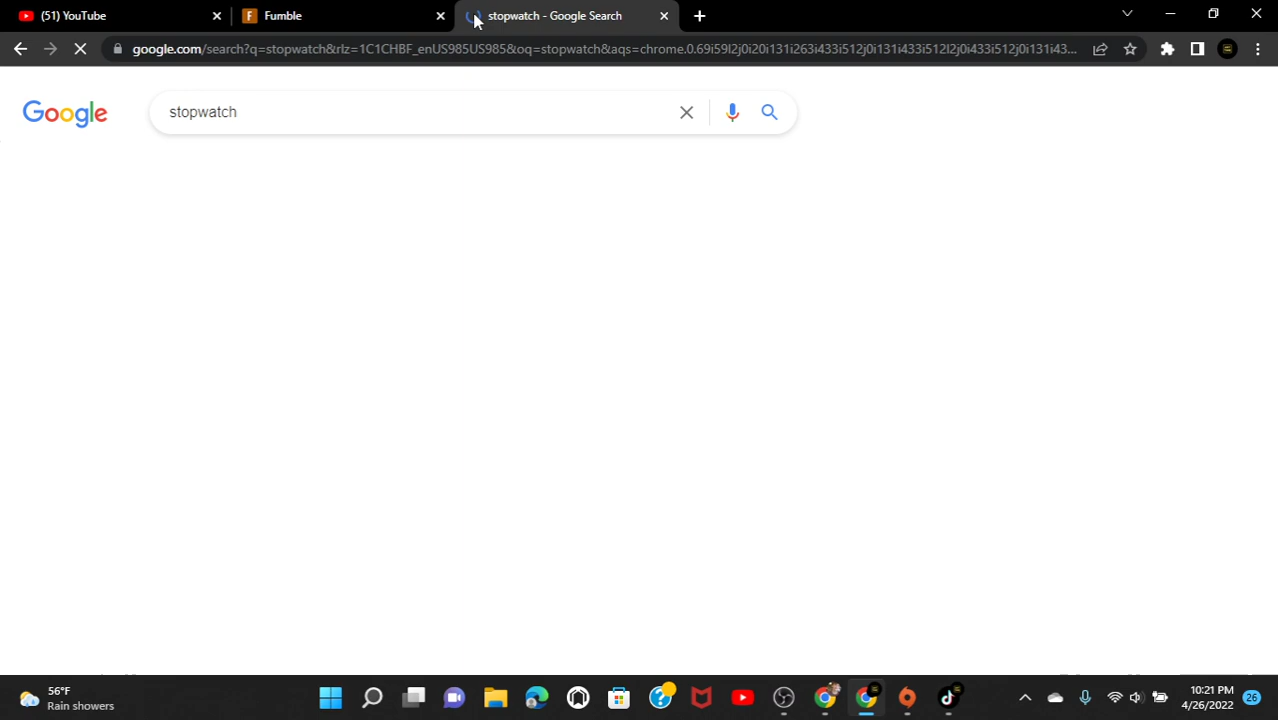 (51) YouTube
Fumble
stopwatch - Google Search
google.com/search?q=stopwatch&rlz=1C1CHBF_enUS985US985&oq=stopwatch&aqs=chrome.0.69i59l2j0i20i131i263i433i512j0i131i433i512l2j0i433i512j0i131i43...
Google
stopwatch
56°F
Rain showers
10:21 PM
4/26/2022
26